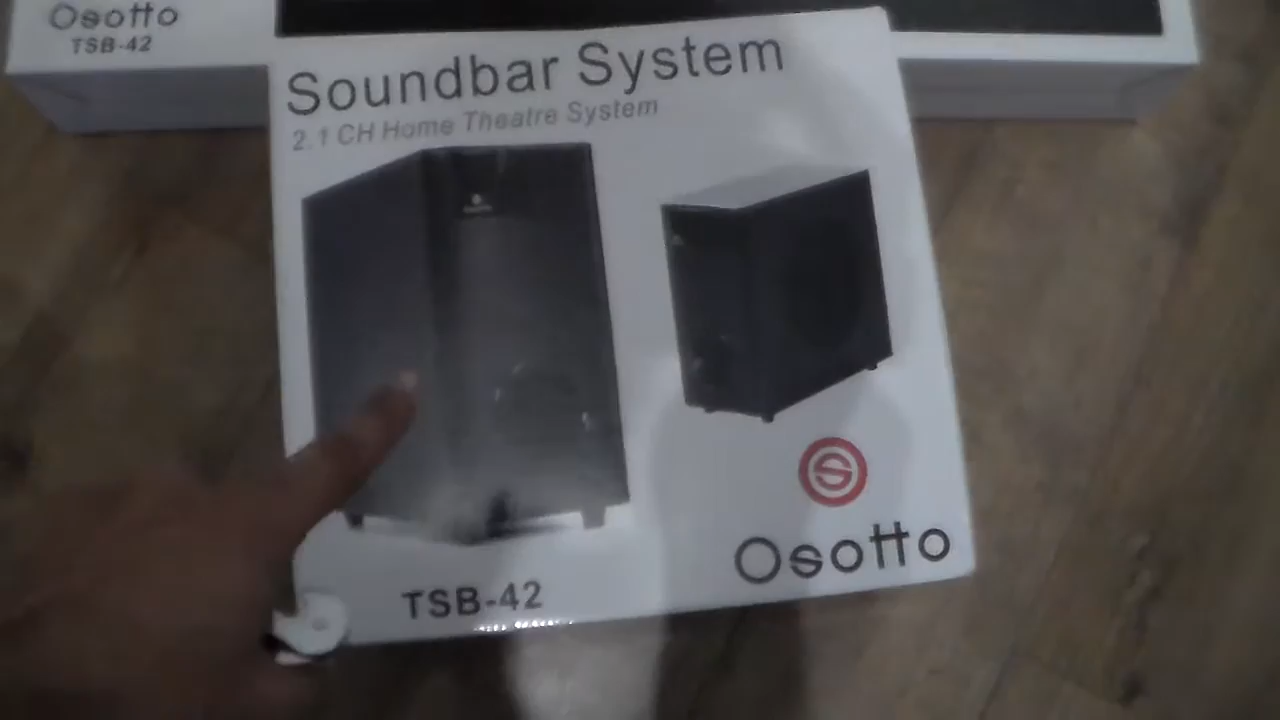 Osotto
TSB-42
Soundbar System
2.1 CH Home Theatre System
Osotto
TSB-42